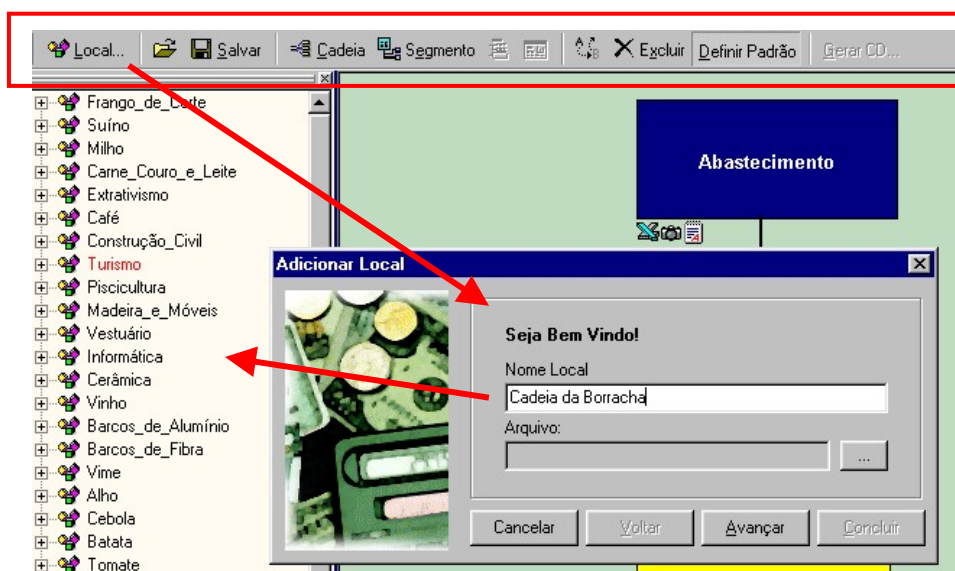 Local... Salvar Cadeia Segmento Excluir Definir Padrão Gerar CD...
Frango_de_Corte
Suíno
Milho
Carne_Couro_e_Leite
Extrativismo
Café
Construção_Civil
Turismo
Piscicultura
Madeira_e_Móveis
Vestuário
Informática
Cerâmica
Vinho
Barcos_de_Alumínio
Barcos_de_Fibra
Vime
Alho
Cebola
Batata
Tomate
Abastecimento
Adicionar Local
Seja Bem Vindo!
Nome Local
Cadeia da Borracha
Arquivo:
...
Cancelar Voltar Avançar Concluir